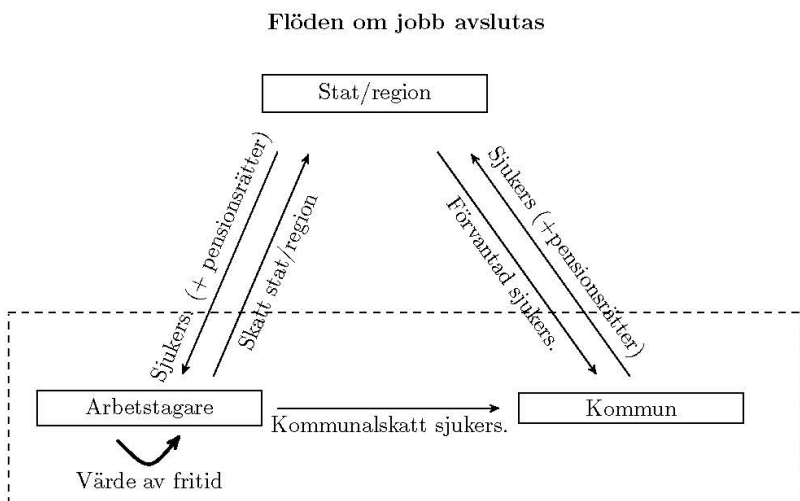 Flöden om jobb avslutas
Stat/region
Sjukers. (+ pensionsrätter)
Skatt stat/region
Förväntad sjukers.
Sjukers (+pensionsrätter)
Arbetstagare
Kommunalskatt sjukers.
Kommun
Värde av fritid